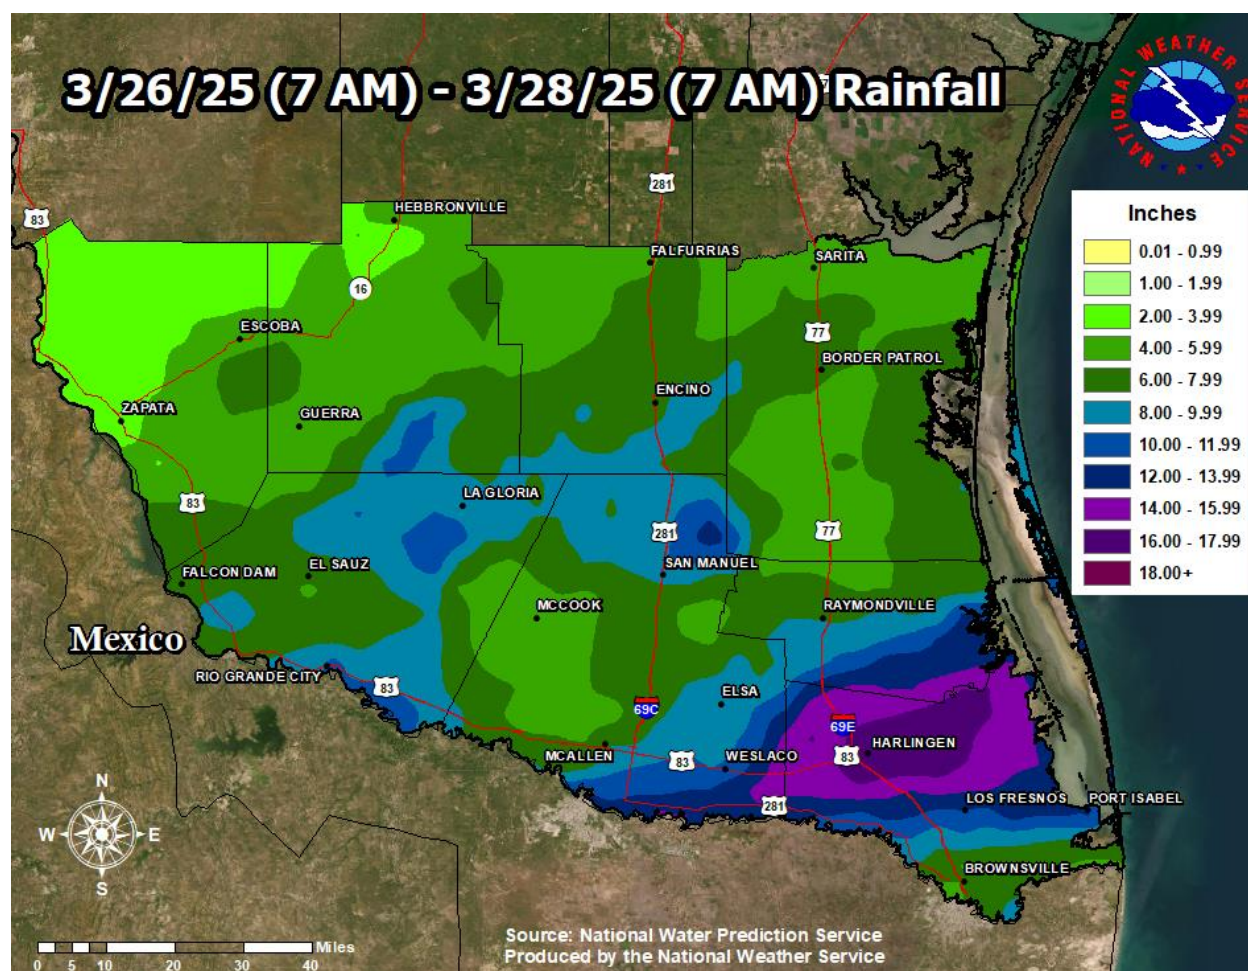 3/26/25 (7 AM) - 3/28/25 (7 AM) Rainfall
NATIONAL WEATHER SERVICE
83
281
HEBBRONVILLE
Inches
0.01 - 0.99
1.00 - 1.99
2.00 - 3.99
4.00 - 5.99
6.00 - 7.99
8.00 - 9.99
10.00 - 11.99
12.00 - 13.99
14.00 - 15.99
16.00 - 17.99
18.00+
FALFURRIAS
SARITA
16
ESCOBA
77
BORDER PATROL
ENCINO
ZAPATA
GUERRA
LA GLORIA
83
281
77
FALCON DAM
EL SAUZ
SAN MANUEL
MCCOOK
RAYMONDVILLE
Mexico
RIO GRANDE CITY
83
ELSA
69C
69E
HARLINGEN
MCALLEN
83
WESLACO
83
281
LOS FRESNOS
PORT ISABEL
BROWNSVILLE
N
W
E
S
Miles
0 5 10 20 30 40
Source: National Water Prediction Service
Produced by the National Weather Service